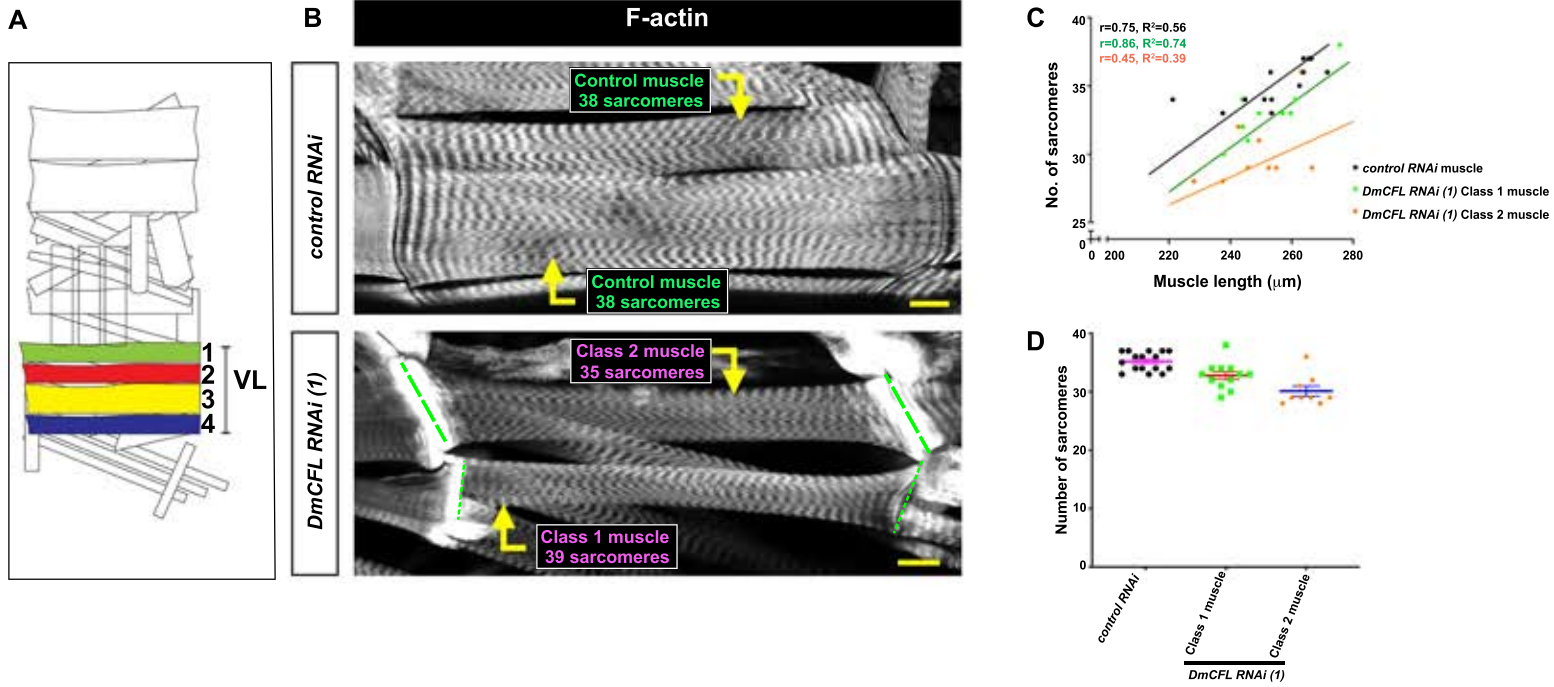 A
1
2
3
4
VL
B
F-actin
control RNAi
Control muscle
38 sarcomeres
Control muscle
38 sarcomeres
DmCFL RNAi (1)
Class 2 muscle
35 sarcomeres
Class 1 muscle
39 sarcomeres
C
r=0.75, R²=0.56
r=0.86, R²=0.74
r=0.45, R²=0.39
No. of sarcomeres
40
35
30
25
0
0 200 220 240 260 280
Muscle length (μm)
control RNAi muscle
DmCFL RNAi (1) Class 1 muscle
DmCFL RNAi (1) Class 2 muscle
D
Number of sarcomeres
40
30
20
10
0
control RNAi
Class 1 muscle
Class 2 muscle
DmCFL RNAi (1)